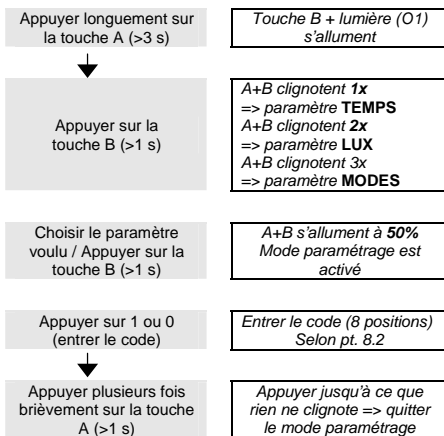 Appuyer longuement sur
la touche A (>3 s)
Touche B + lumière (O1)
s'allument
Appuyer sur la
touche B (>1 s)
A+B clignotent 1x
=> paramètre TEMPS
A+B clignotent 2x
=> paramètre LUX
A+B clignotent 3x
=> paramètre MODES
Choisir le paramètre
voulu / Appuyer sur la
touche B (>1 s)
A+B s'allument à 50%
Mode paramétrage est
activé
Appuyer sur 1 ou 0
(entrer le code)
Entrer le code (8 positions)
Selon pt. 8.2
Appuyer plusieurs fois
brièvement sur la touche
A (>1 s)
Appuyer jusqu'à ce que
rien ne clignote => quitter
le mode paramétrage